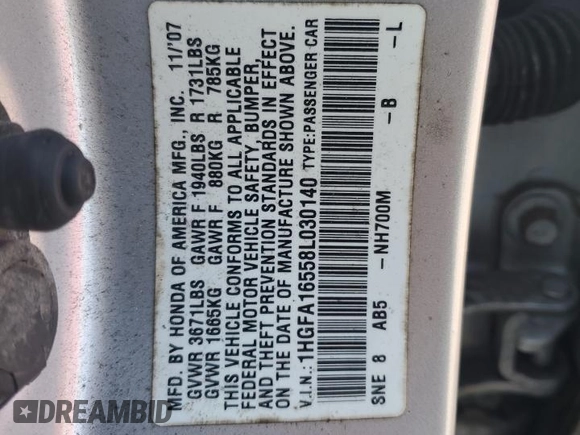 MFD. BY HONDA OF AMERICA MFG., INC. 11/'07
GVWR 3671LBS GAWR F 1940LBS R 1731LBS
GVWR 1665KG GAWR F 880KG R 785KG
THIS VEHICLE CONFORMS TO ALL APPLICABLE
FEDERAL MOTOR VEHICLE SAFETY, BUMPER,
AND THEFT PREVENTION STANDARDS IN EFFECT
ON THE DATE OF MANUFACTURE SHOWN ABOVE.
V.I.N.: 1HGFA16558L030140 TYPE:PASSENGER CAR
SNE 8 AB5 -NH700M -B -L
DREAMBID